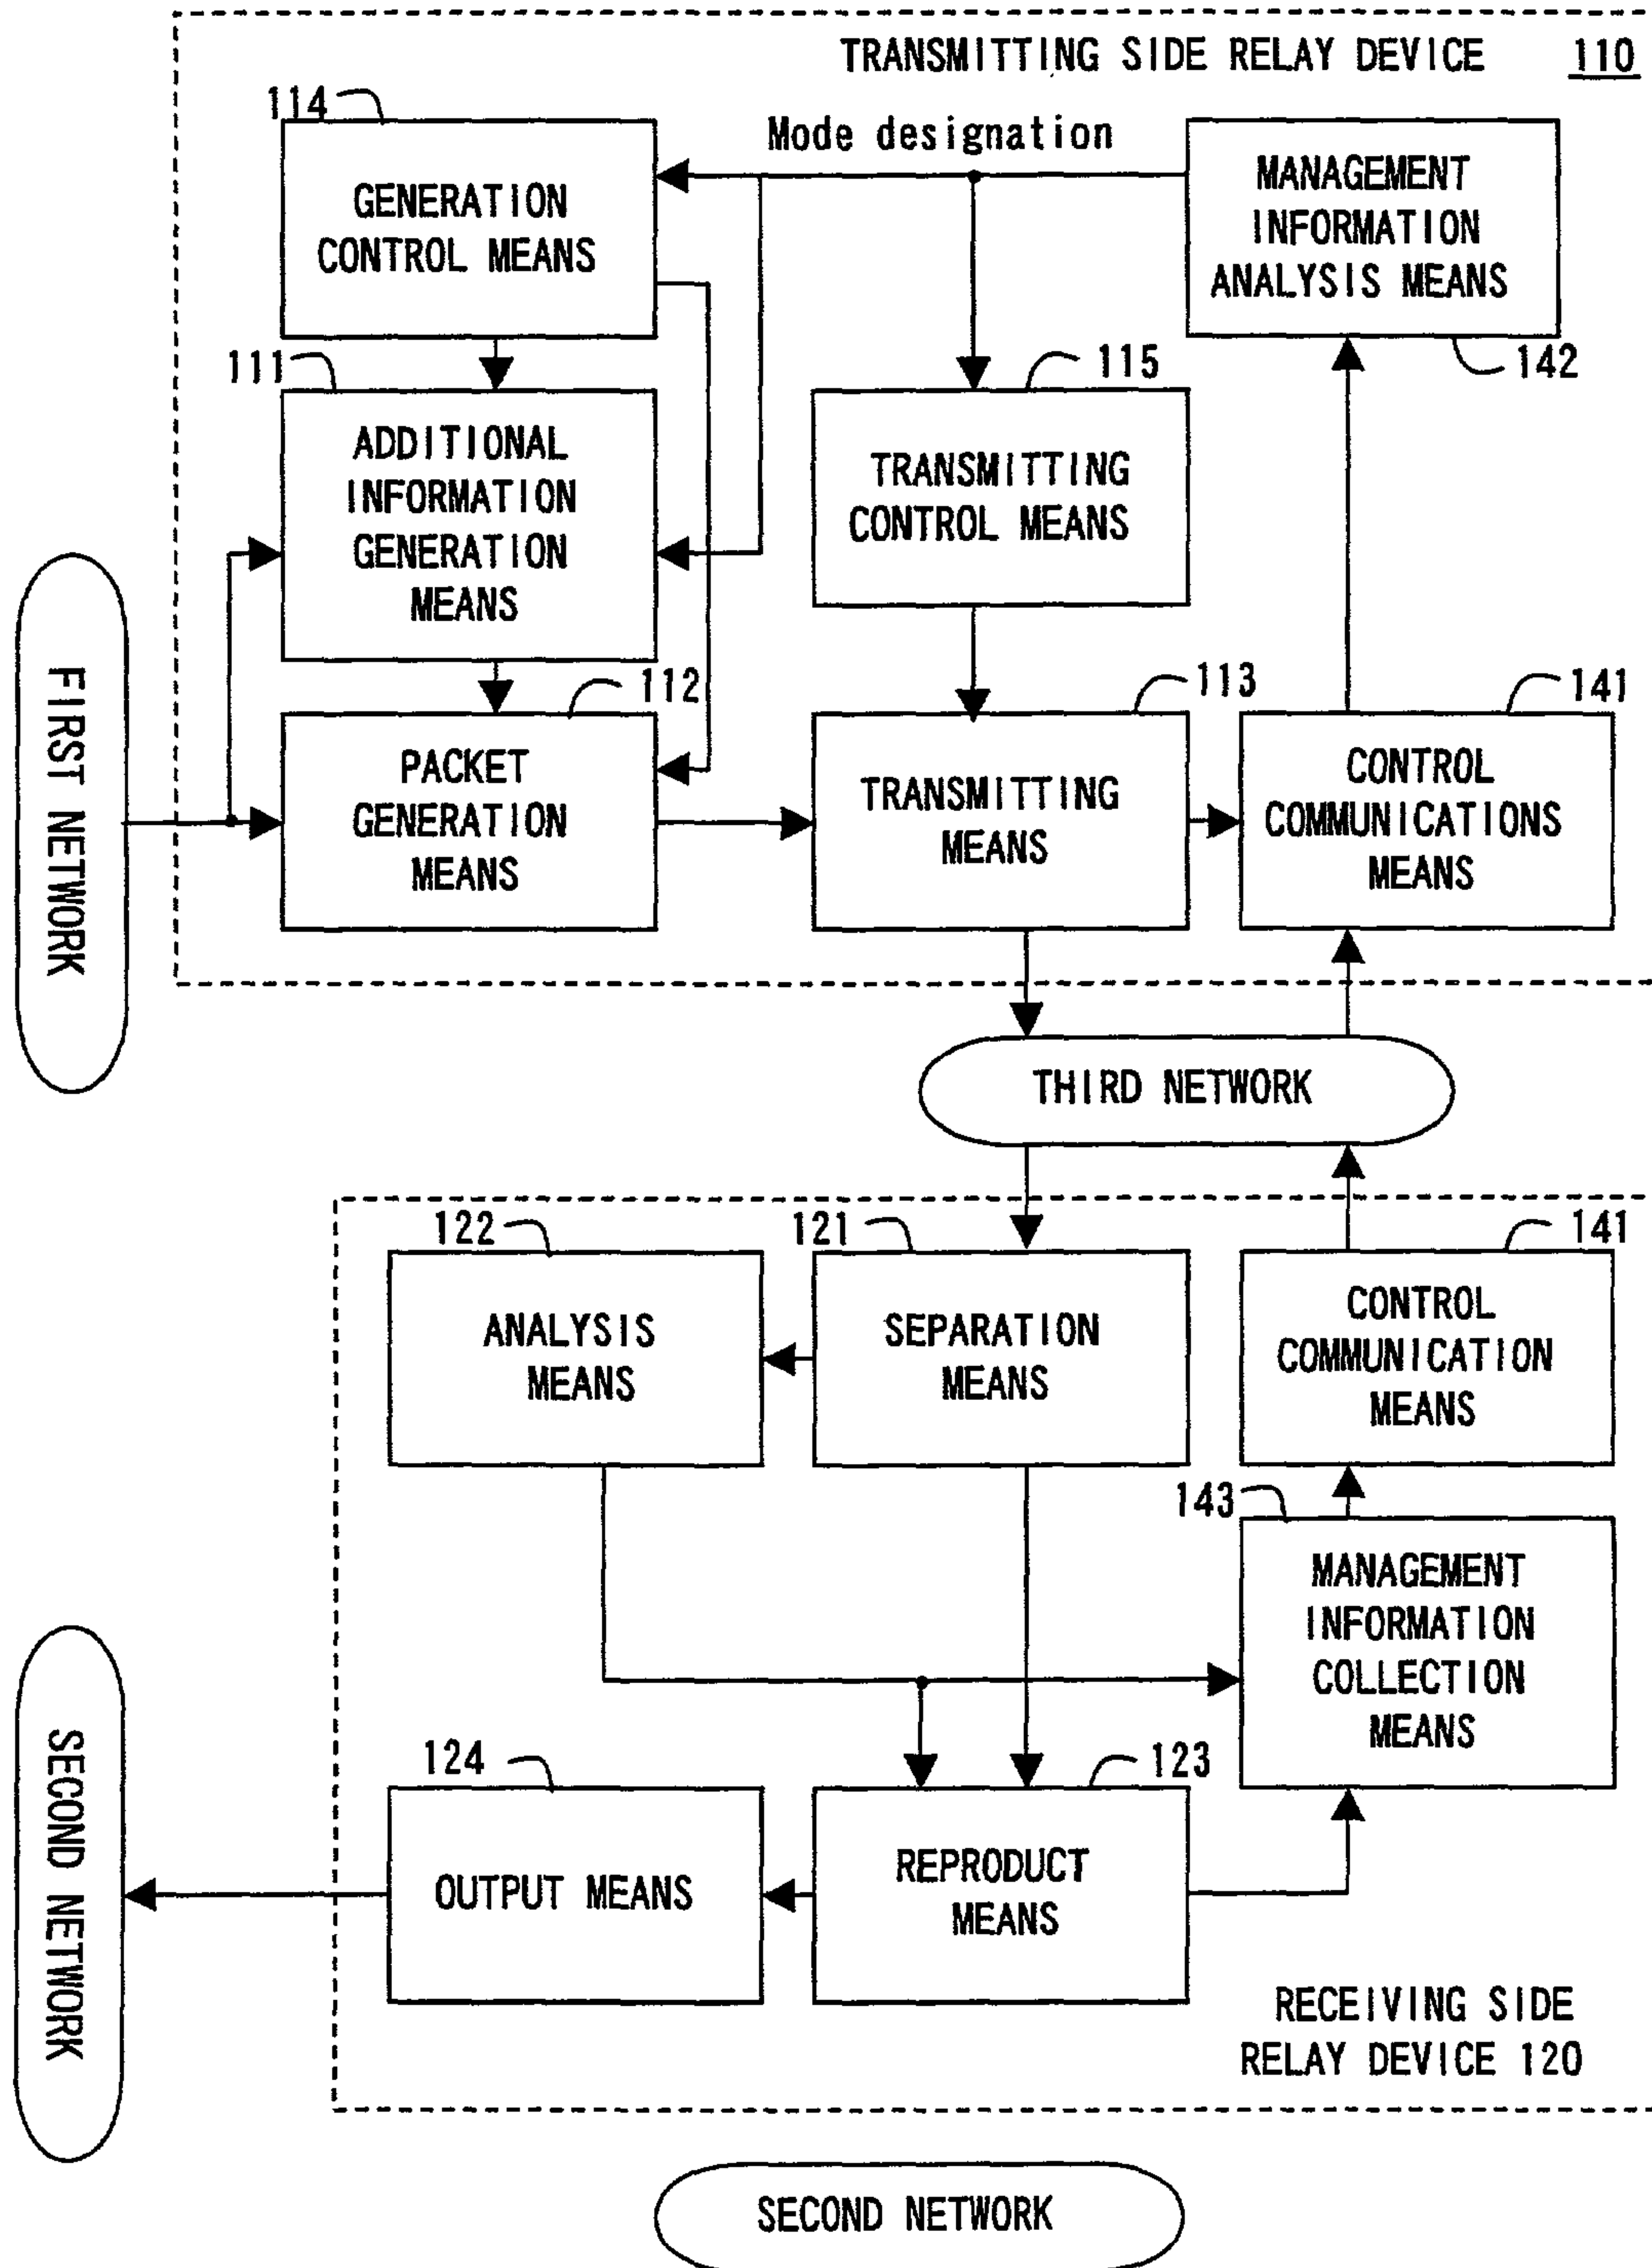 TRANSMITTING SIDE RELAY DEVICE 110
114
Mode designation
GENERATION
CONTROL MEANS
MANAGEMENT
INFORMATION
ANALYSIS MEANS
142
111
ADDITIONAL
INFORMATION
GENERATION
MEANS
115
TRANSMITTING
CONTROL MEANS
FIRST NETWORK
112
PACKET
GENERATION
MEANS
113
TRANSMITTING
MEANS
141
CONTROL
COMMUNICATIONS
MEANS
THIRD NETWORK
122
ANALYSIS
MEANS
121
SEPARATION
MEANS
141
CONTROL
COMMUNICATION
MEANS
143
MANAGEMENT
INFORMATION
COLLECTION
MEANS
SECOND NETWORK
124
OUTPUT MEANS
123
REPRODUCT
MEANS
RECEIVING SIDE
RELAY DEVICE 120
SECOND NETWORK